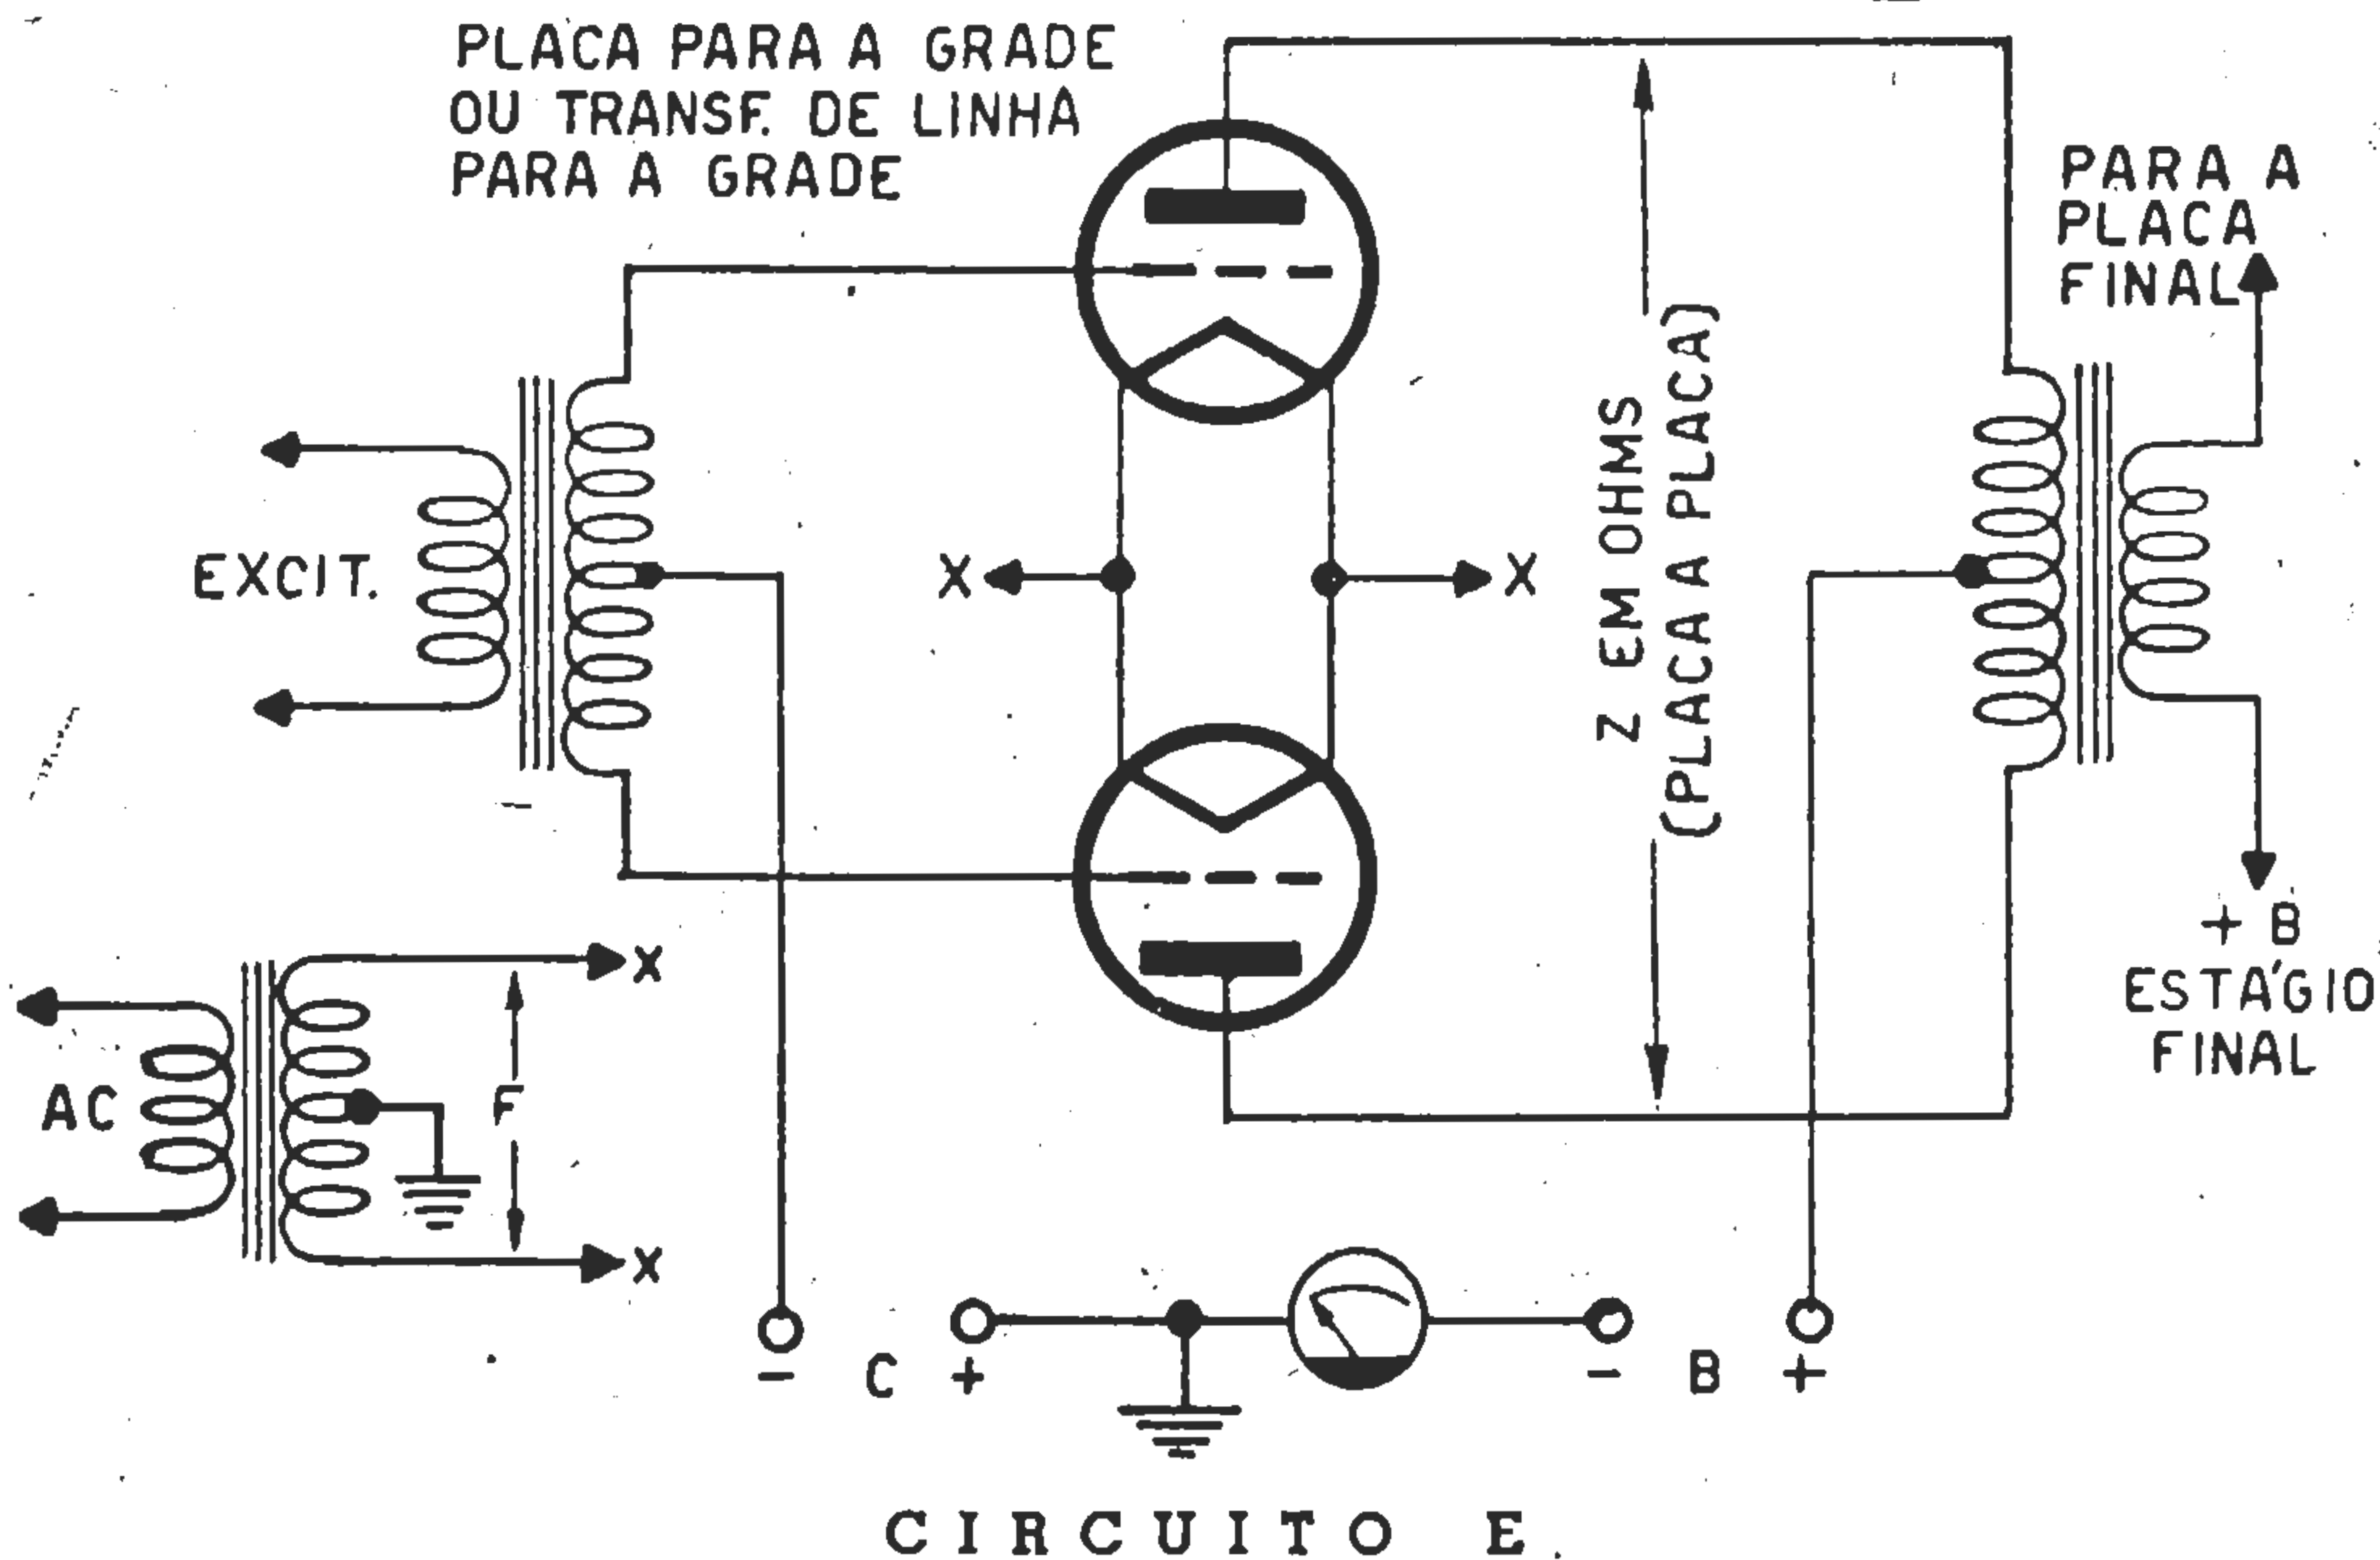 PLACA PARA A GRADE
OU TRANSF. DE LINHA
PARA A GRADE
PARA A
PLACA
FINAL
EXCIT.
X
X
Z EM OHMS
(PLACA A PLACA)
+ B
ESTÁGIO
FINAL
X
AC
F
X
- C +
- B +
CIRCUITO E.